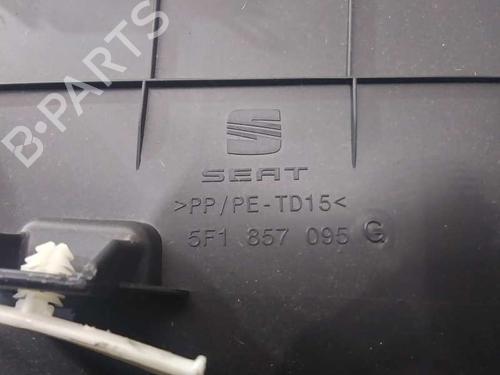 B-PARTS
SEAT
>PP/PE-TD15<
5F1 857 095 G